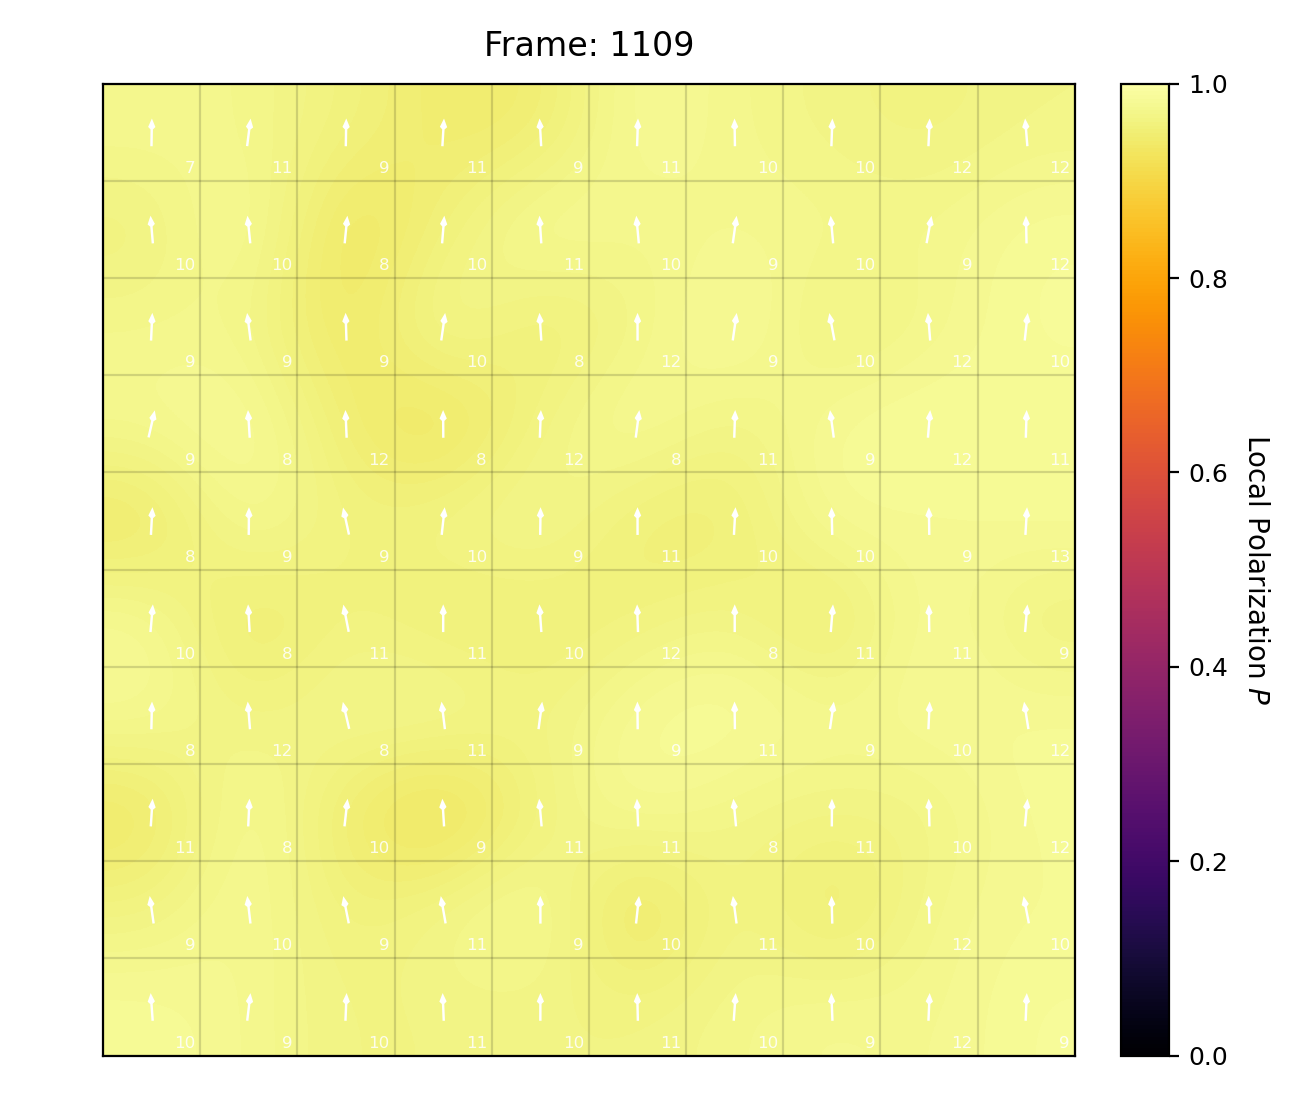 Frame: 1109
7 11 9 11 9 11 10 10 12 12
10 10 8 10 11 10 9 10 9 12
9 9 9 10 8 12 9 10 12 10
9 8 12 8 12 8 11 9 12 11
8 9 9 10 9 11 10 10 9 13
10 8 11 11 10 12 8 11 11 9
8 12 8 11 9 9 11 9 10 12
11 8 10 9 11 11 8 11 10 12
9 10 9 11 9 10 11 10 12 10
10 9 10 11 10 11 10 9 12 9
1.0
0.8
0.6
0.4
0.2
0.0
Local Polarization P